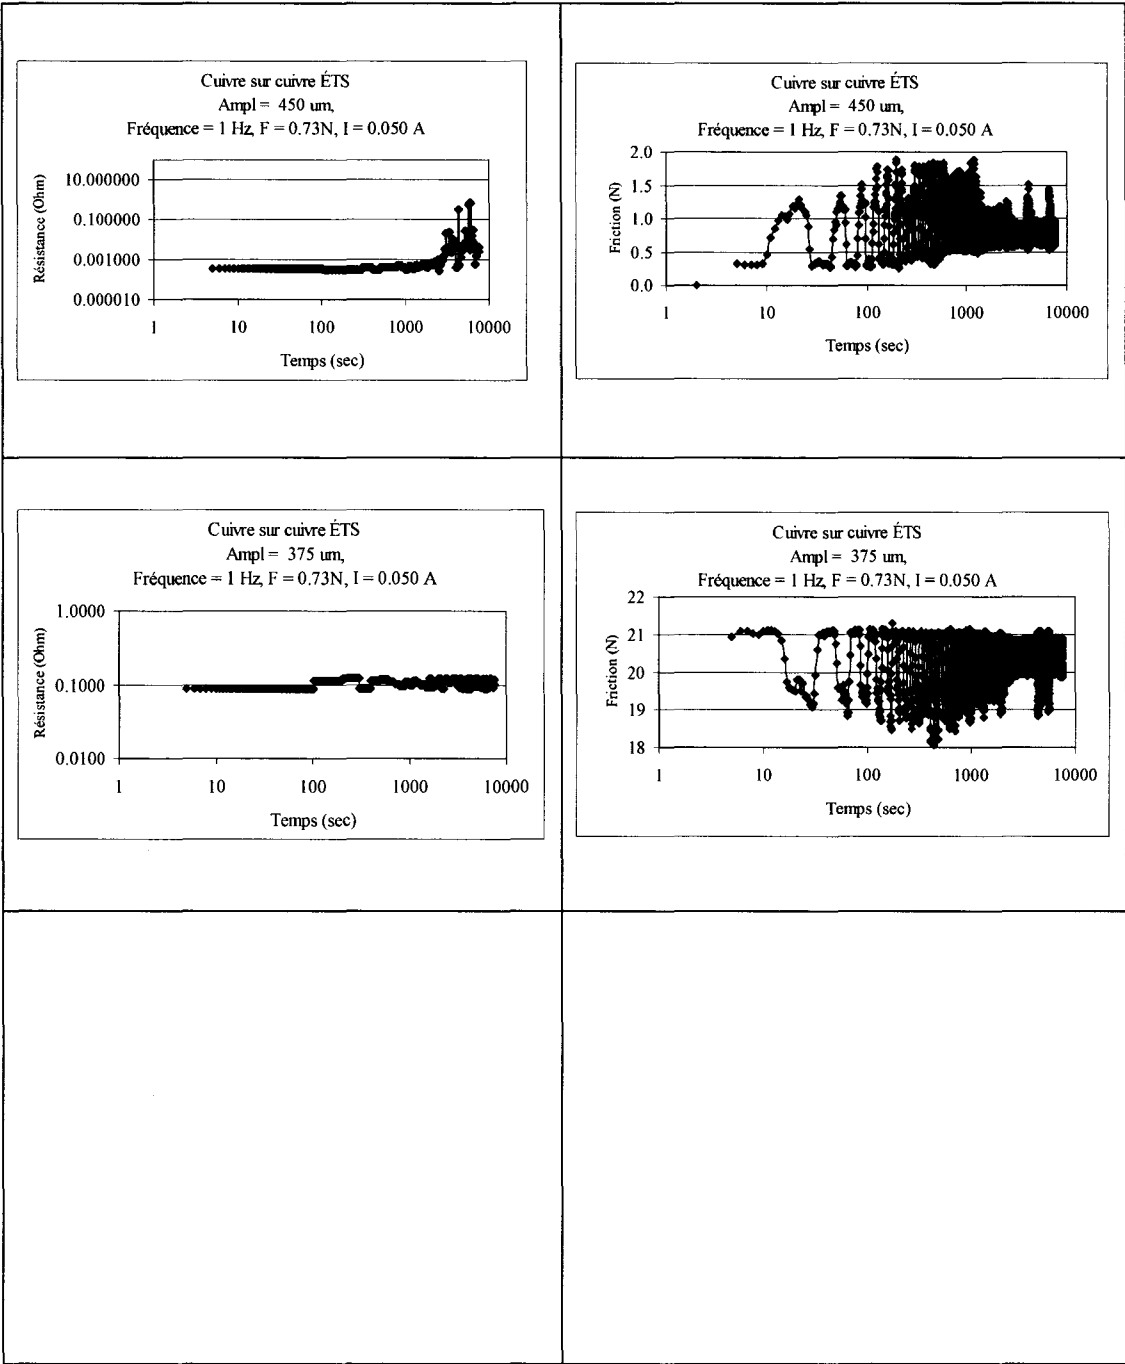 Cuivre sur cuivre ÉTS
Ampl = 450 um,
Fréquence = 1 Hz, F = 0.73N, I = 0.050 A
Résistance (Ohm)
10.000000
0.100000
0.001000
0.000010
1 10 100 1000 10000
Temps (sec)
Cuivre sur cuivre ÉTS
Ampl = 450 um,
Fréquence = 1 Hz, F = 0.73N, I = 0.050 A
Friction (N)
2.0
1.5
1.0
0.5
0.0
1 10 100 1000 10000
Temps (sec)
Cuivre sur cuivre ÉTS
Ampl = 375 um,
Fréquence = 1 Hz, F = 0.73N, I = 0.050 A
Résistance (Ohm)
1.0000
0.1000
0.0100
1 10 100 1000 10000
Temps (sec)
Cuivre sur cuivre ÉTS
Ampl = 375 um,
Fréquence = 1 Hz, F = 0.73N, I = 0.050 A
Friction (N)
22
21
20
19
18
1 10 100 1000 10000
Temps (sec)